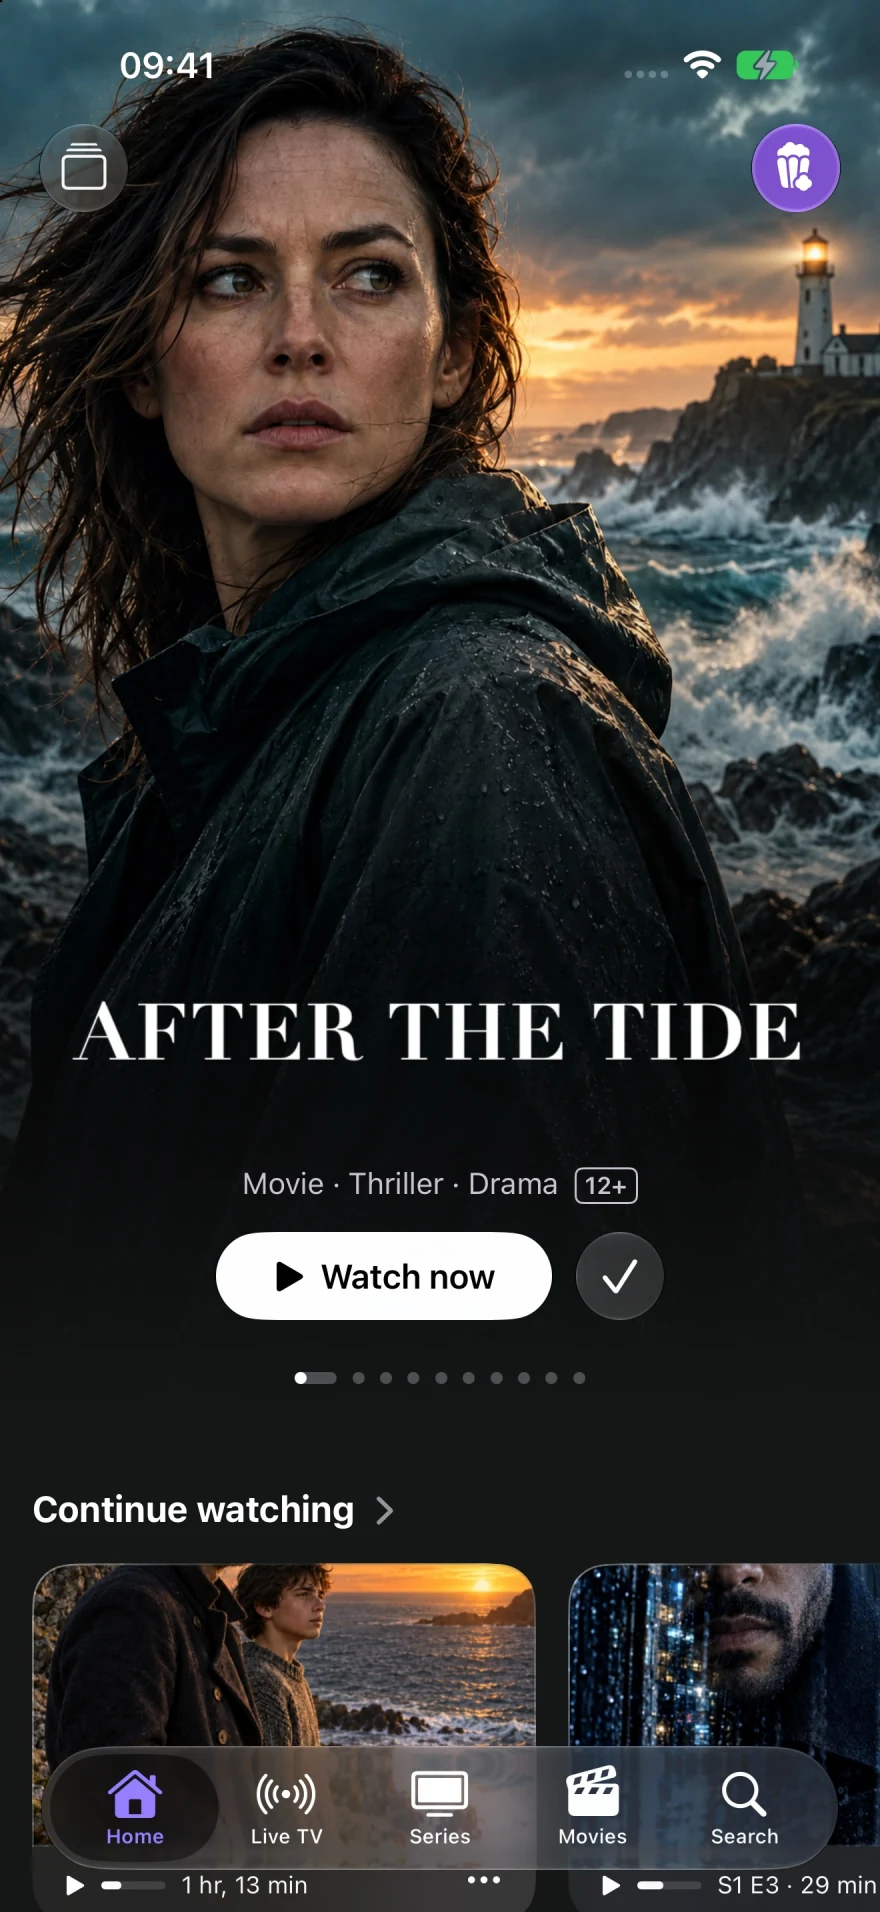 09:41
AFTER THE TIDE
Movie · Thriller · Drama 12+
Watch now
Continue watching
Home
Live TV
Series
Movies
Search
1 hr, 13 min
S1 E3 · 29 min